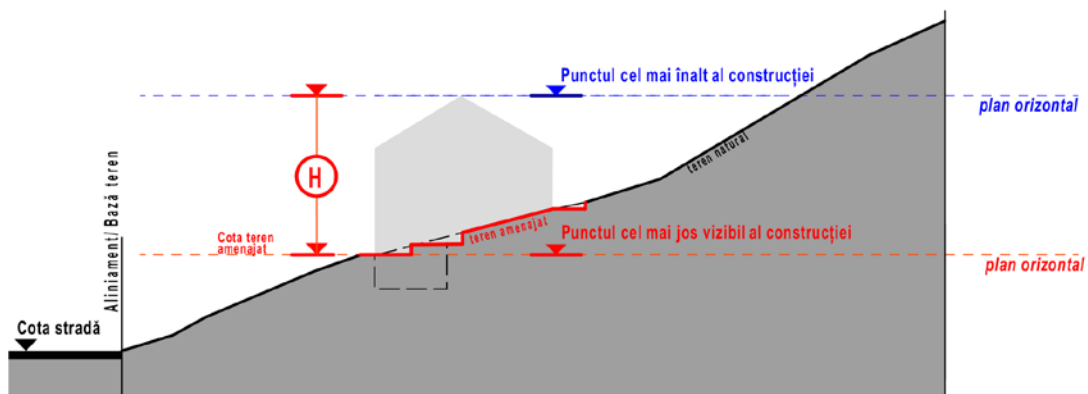 Punctul cel mai înalt al construcției
plan orizontal
H
teren natural
Aliniament/ Bază teren
Cota teren
amenajat
teren amenajat
Punctul cel mai jos vizibil al construcției
plan orizontal
Cota stradă